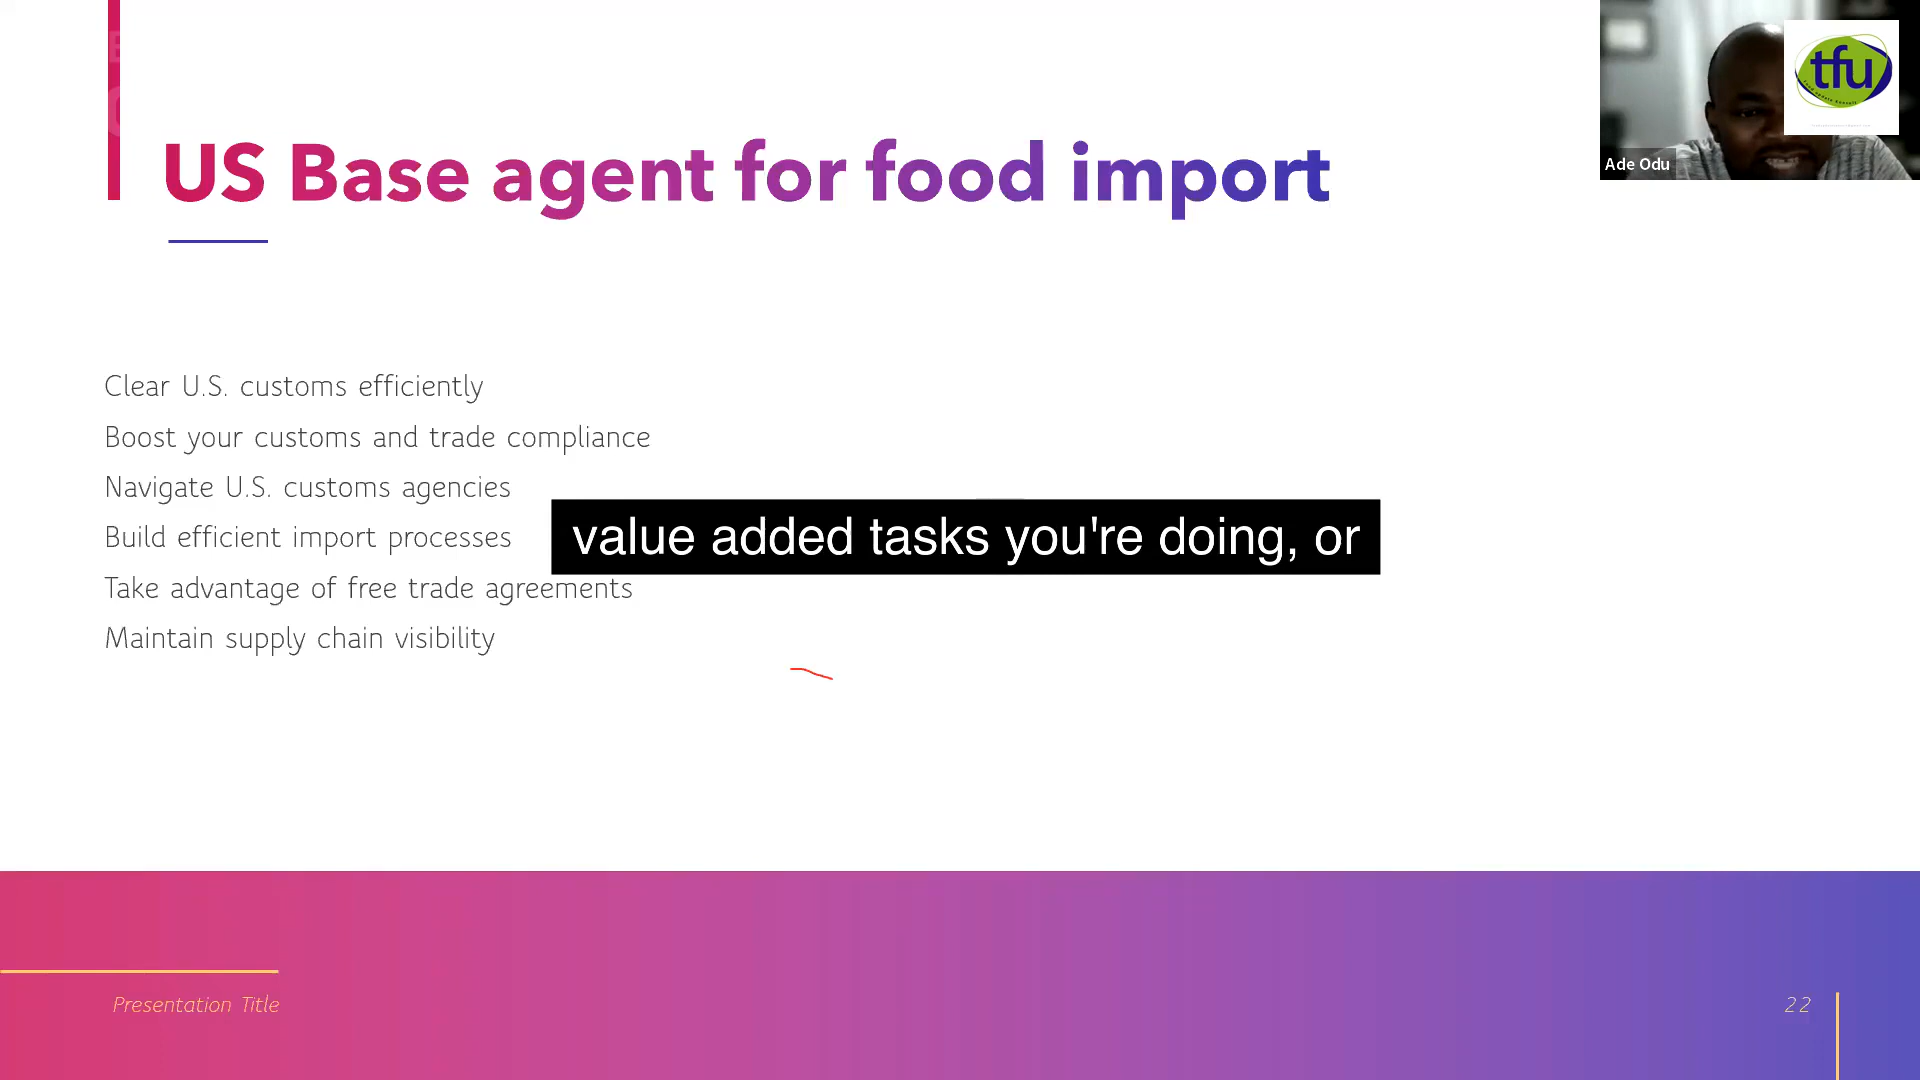 US Base agent for food import
tfu
Ade Odu
Clear U.S. customs efficiently
Boost your customs and trade compliance
Navigate U.S. customs agencies
Build efficient import processes
value added tasks you're doing, or
Take advantage of free trade agreements
Maintain supply chain visibility
Presentation Title
22